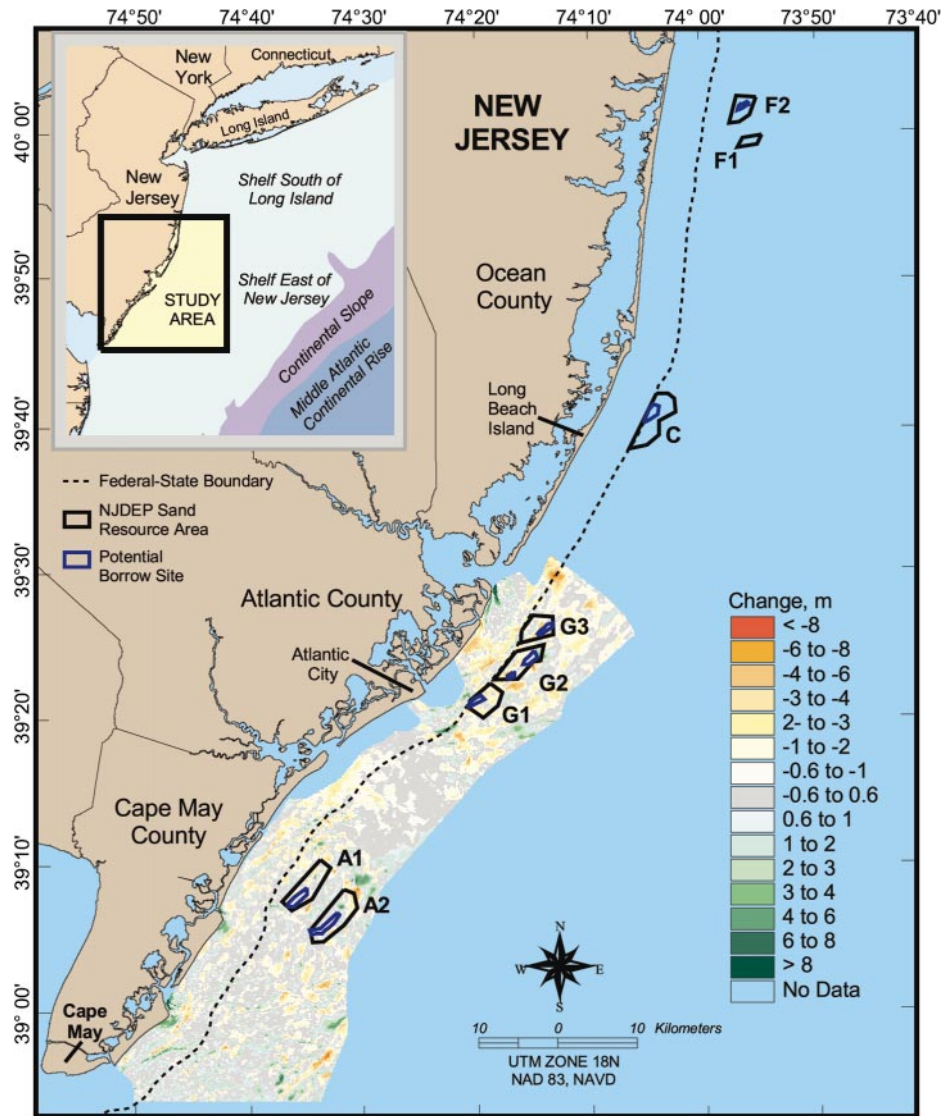 74°50' 74°40' 74°30' 74°20' 74°10' 74°00' 73°50' 73°40'
40° 00'
39°50'
39°40'
39°30'
39°20'
39°10'
39°00'
New
York
Connecticut
Long Island
New
Jersey
Shelf South of
Long Island
Shelf East of
New Jersey
STUDY
AREA
Continental Slope
Middle Atlantic
Continental Rise
NEW
JERSEY
F2
F1
Ocean
County
Long
Beach
Island
C
Federal-State Boundary
NJDEP Sand
Resource Area
Potential
Borrow Site
Atlantic County
Atlantic
City
G3
G2
G1
Cape May
County
A1
A2
Cape
May
Change, m
< -8
-6 to -8
-4 to -6
-3 to -4
2- to -3
-1 to -2
-0.6 to -1
-0.6 to 0.6
0.6 to 1
1 to 2
2 to 3
3 to 4
4 to 6
6 to 8
> 8
No Data
N
W E
S
10 0 10 Kilometers
UTM ZONE 18N
NAD 83, NAVD